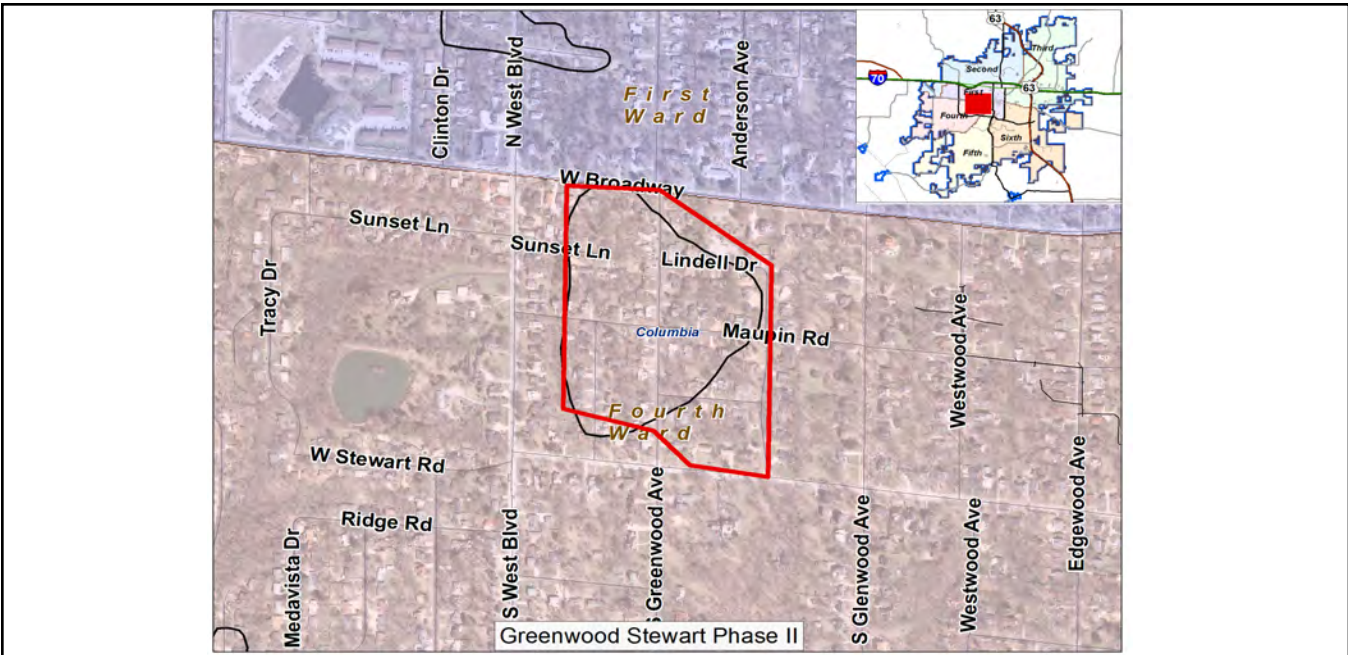 63
Third
Second
70
63
East
Fourth
Sixth
Fifth
Clinton Dr
N West Blvd
First
Ward
Anderson Ave
W Broadway
Sunset Ln
Sunset Ln
Lindell Dr
Tracy Dr
Columbia
Maupin Rd
Westwood Ave
Fourth
Ward
W Stewart Rd
Edgewood Ave
Ridge Rd
Medavista Dr
S West Blvd
S Greenwood Ave
S Glenwood Ave
Westwood Ave
Greenwood Stewart Phase II